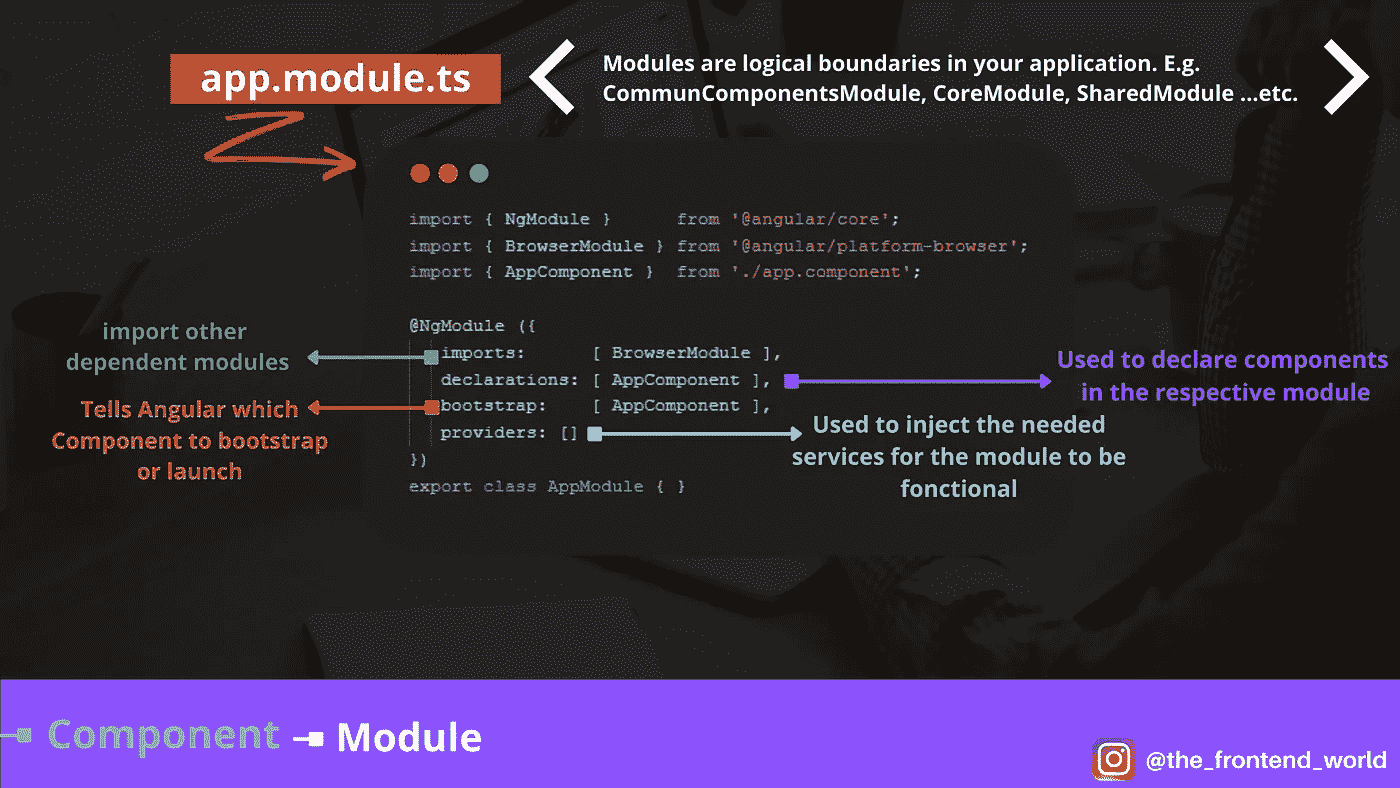 app.module.ts
Modules are logical boundaries in your application. E.g.
CommunComponentsModule, CoreModule, SharedModule ...etc.
import { NgModule } from '@angular/core';
import { BrowserModule } from '@angular/platform-browser';
import { AppComponent } from './app.component';
@NgModule ({
imports: [ BrowserModule ],
declarations: [ AppComponent ],
bootstrap: [ AppComponent ],
providers: []
})
export class AppModule { }
import other
dependent modules
Tells Angular which
Component to bootstrap
or launch
Used to declare components
in the respective module
Used to inject the needed
services for the module to be
fonctional
Component
Module
@the_frontend_world